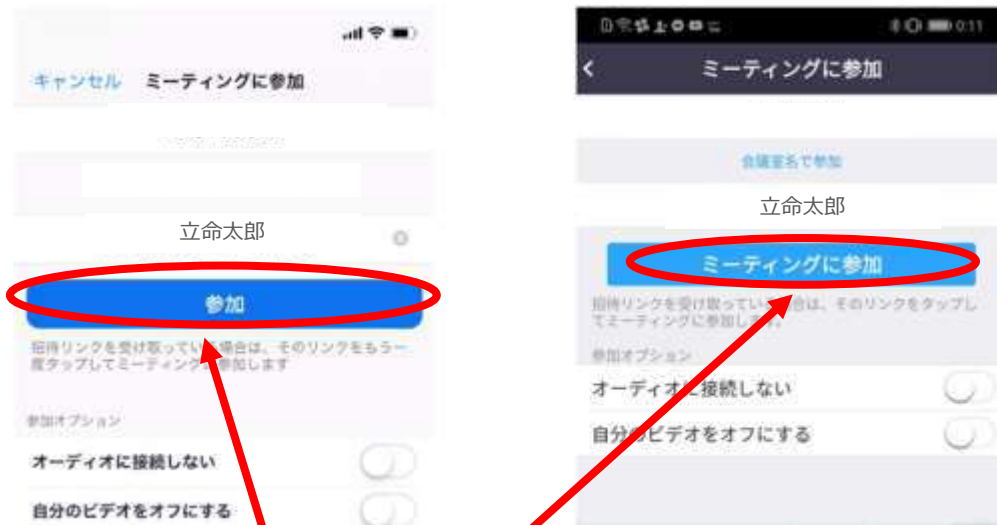 キャンセル ミーティングに参加
立命太郎
参加
招待リンクを受け取っている場合は、そのリンクをもう一
度タップしてミーティングに参加します
参加オプション
オーディオに接続しない
自分のビデオをオフにする
0:11
ミーティングに参加
会議室名で参加
立命太郎
ミーティングに参加
招待リンクを受け取っている場合は、そのリンクをタップし
てミーティングに参加します。
参加オプション
オーディオに接続しない
自分のビデオをオフにする